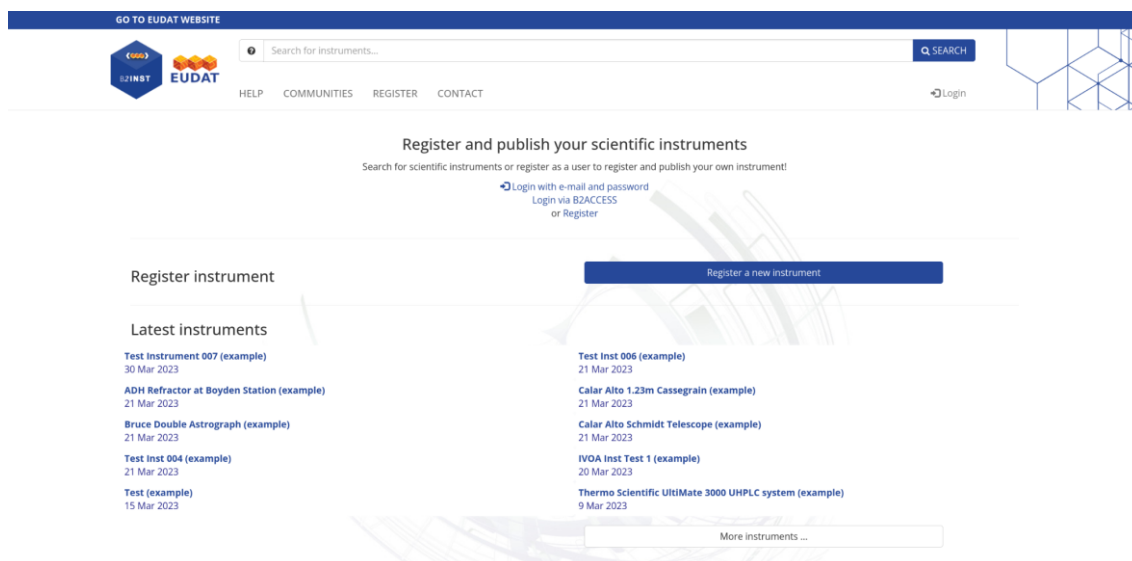 GO TO EUDAT WEBSITE
B2INST
EUDAT
Search for instruments...
SEARCH
HELP COMMUNITIES REGISTER CONTACT
Login
Register and publish your scientific instruments
Search for scientific instruments or register as a user to register and publish your own instrument!
Login with e-mail and password
Login via B2ACCESS
or Register
Register instrument
Register a new instrument
Latest instruments
Test Instrument 007 (example)
30 Mar 2023
ADH Refractor at Boyden Station (example)
21 Mar 2023
Bruce Double Astrograph (example)
21 Mar 2023
Test Inst 004 (example)
21 Mar 2023
Test (example)
15 Mar 2023
Test Inst 006 (example)
21 Mar 2023
Calar Alto 1.23m Cassegrain (example)
21 Mar 2023
Calar Alto Schmidt Telescope (example)
21 Mar 2023
IVOA Inst Test 1 (example)
20 Mar 2023
Thermo Scientific UltiMate 3000 UHPLC system (example)
9 Mar 2023
More instruments ...